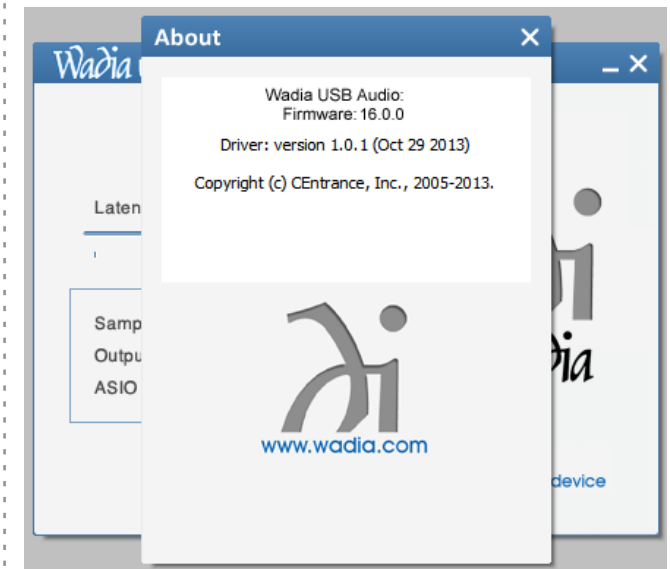 About
Wadia
Wadia USB Audio:
Firmware: 16.0.0
Driver: version 1.0.1 (Oct 29 2013)
Copyright (c) CEntrance, Inc., 2005-2013.
Laten
Samp
Outpu
ASIO
dia
www.wadia.com
device